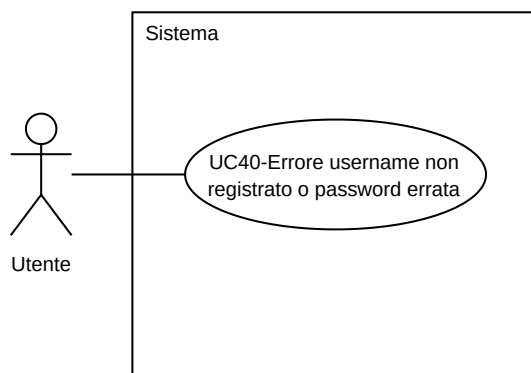 Sistema
UC40-Errore username non
registrato o password errata
Utente